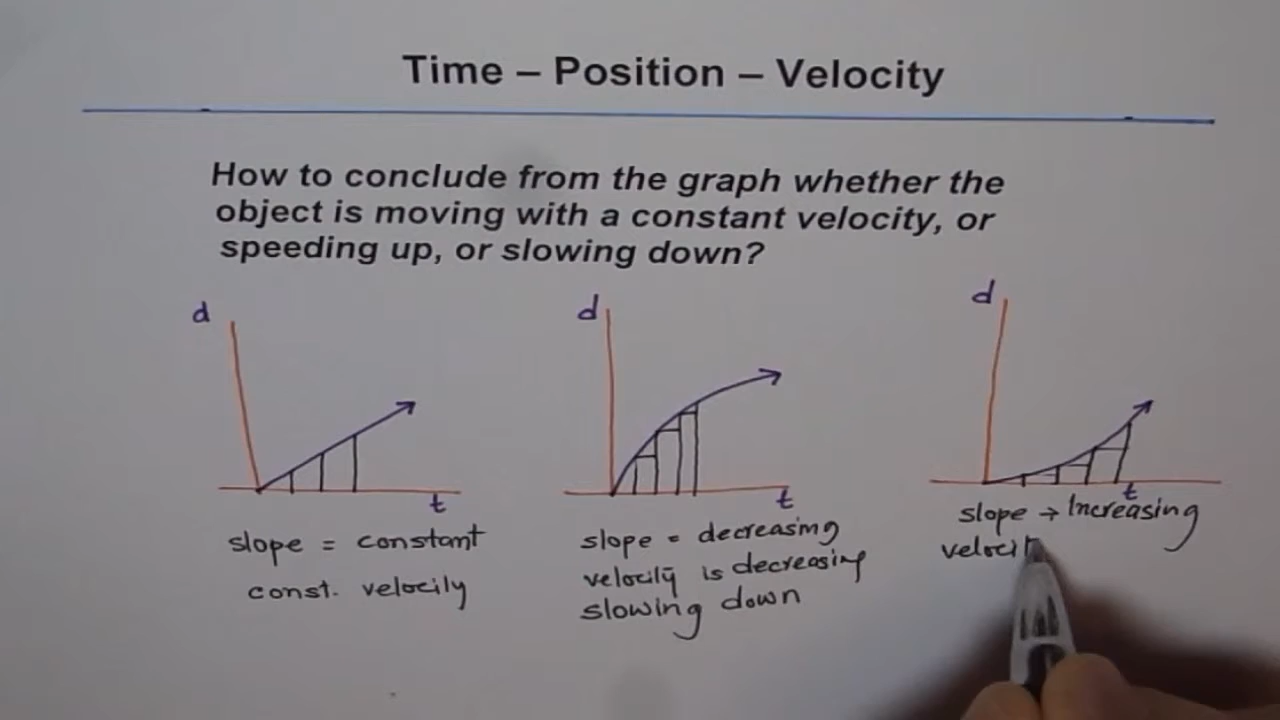 Time – Position – Velocity
How to conclude from the graph whether the
object is moving with a constant velocity, or
speeding up, or slowing down?
d
t
slope = constant
const. velocity
d
t
slope = decreasing
velocity is decreasing
slowing down
d
t
slope → Increasing
velocit